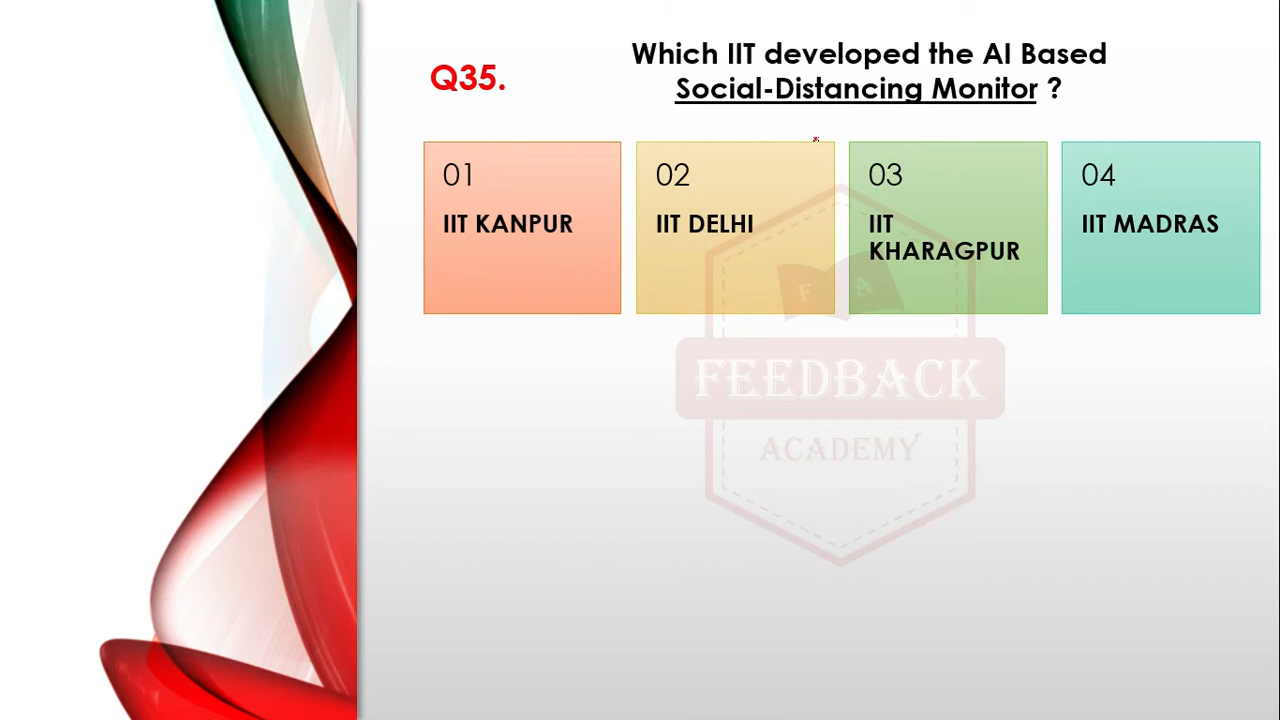 Q35.
Which IIT developed the AI Based
Social-Distancing Monitor ?
01
IIT KANPUR
02
IIT DELHI
03
IIT
KHARAGPUR
04
IIT MADRAS
F A
FEEDBACK
ACADEMY